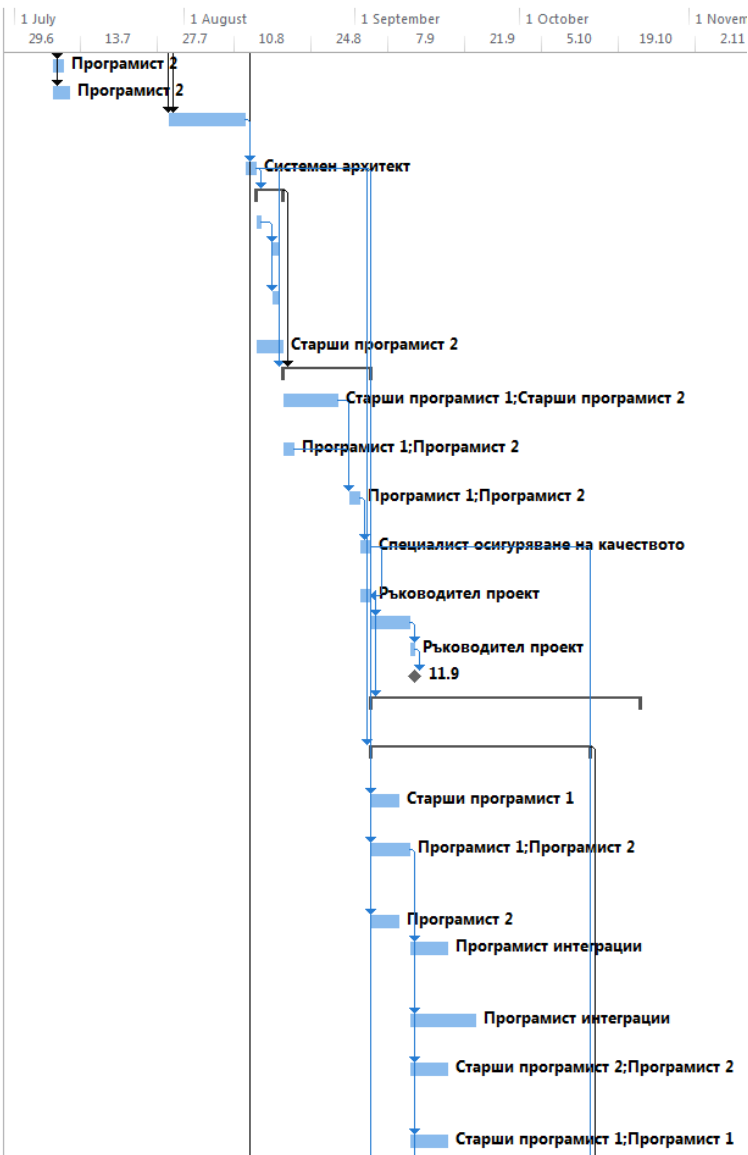 1 July 1 August 1 September 1 October 1 Novem
29.6 13.7 27.7 10.8 24.8 7.9 21.9 5.10 19.10 2.11
Програмист 2
Програмист 2
Системен архитект
Старши програмист 2
Старши програмист 1;Старши програмист 2
Програмист 1;Програмист 2
Програмист 1;Програмист 2
Специалист осигуряване на качеството
Ръководител проект
Ръководител проект
11.9
Старши програмист 1
Програмист 1;Програмист 2
Програмист 2
Програмист интеграции
Програмист интеграции
Старши програмист 2;Програмист 2
Старши програмист 1;Програмист 1